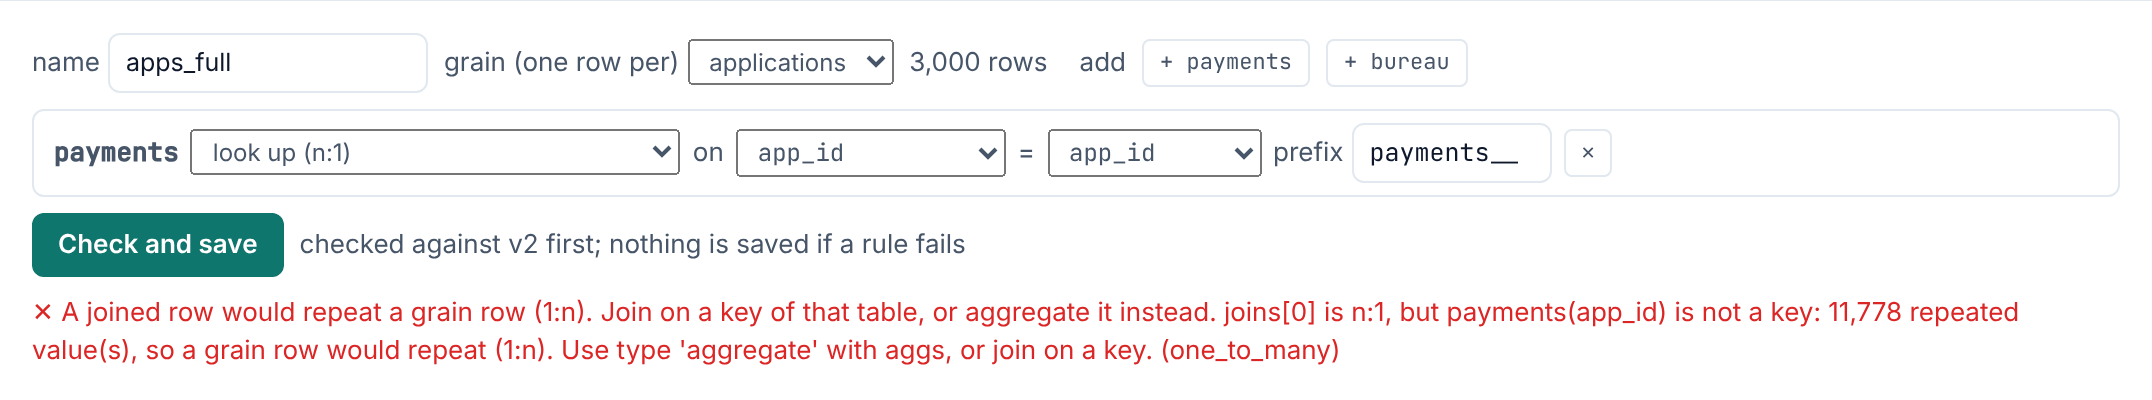 name apps_full grain (one row per) applications 3,000 rows add + payments + bureau
payments look up (n:1) on app_id = app_id prefix payments__ ×
Check and save checked against v2 first; nothing is saved if a rule fails
✕ A joined row would repeat a grain row (1:n). Join on a key of that table, or aggregate it instead. joins[0] is n:1, but payments(app_id) is not a key: 11,778 repeated
value(s), so a grain row would repeat (1:n). Use type 'aggregate' with aggs, or join on a key. (one_to_many)